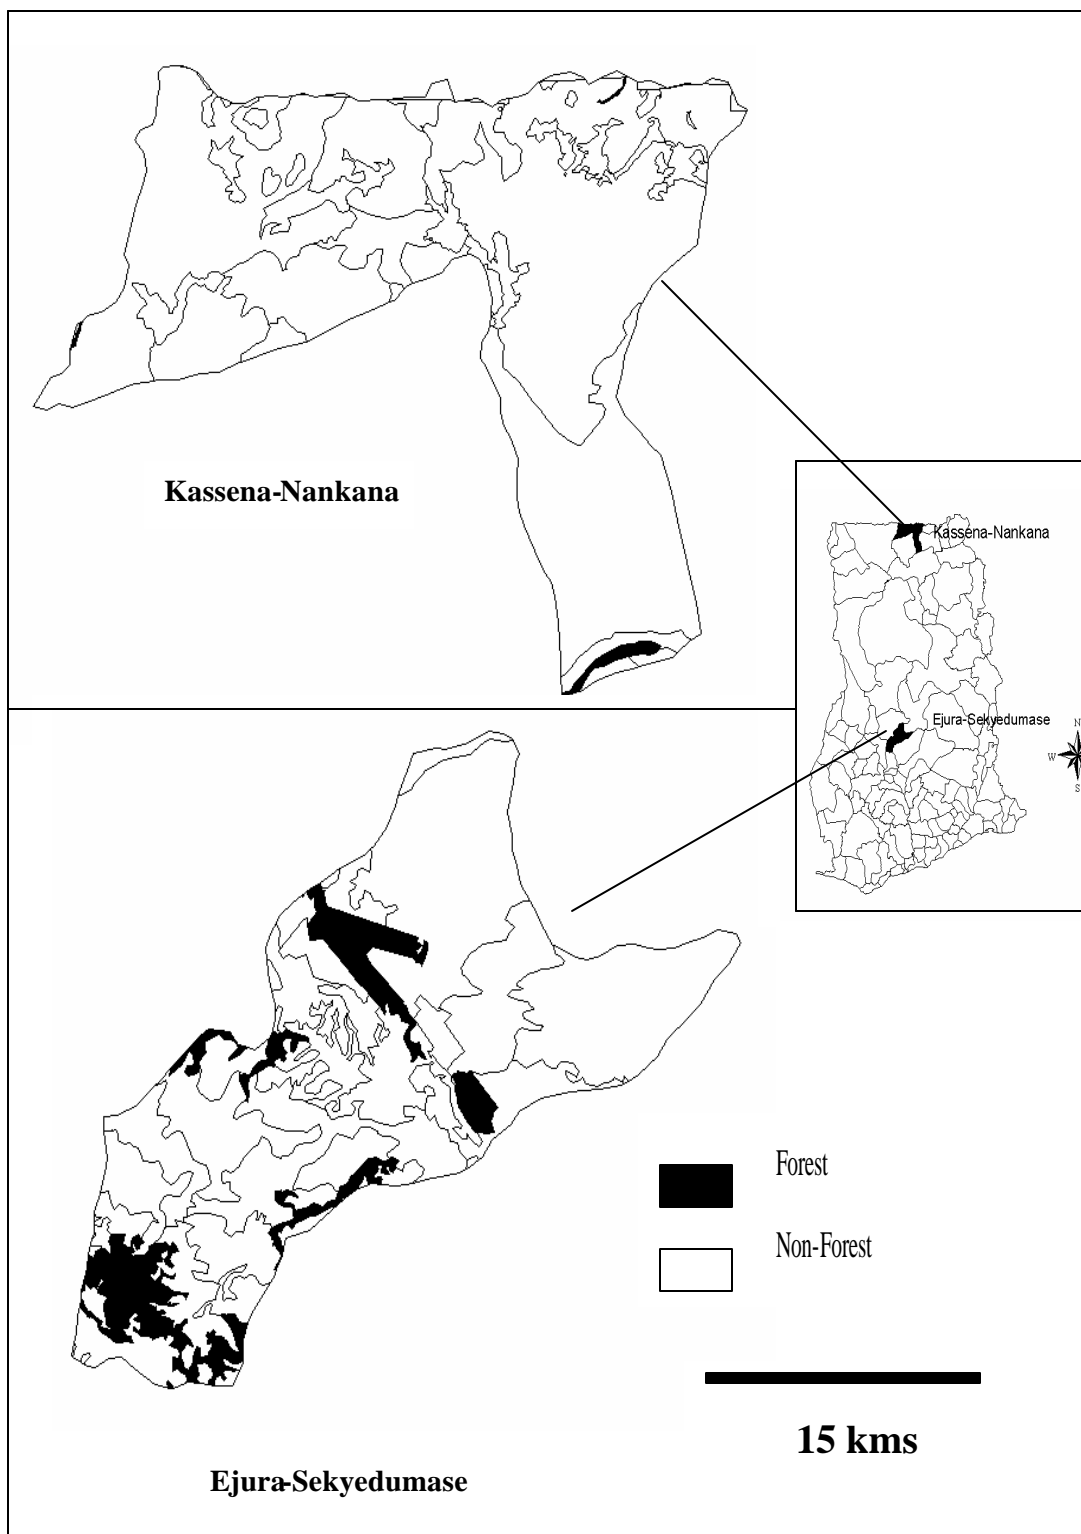 Kassena-Nankana
Kassena-Nankana
Ejura-Sekyedumase
N
W
S
Forest
Non-Forest
15 kms
Ejura-Sekyedumase